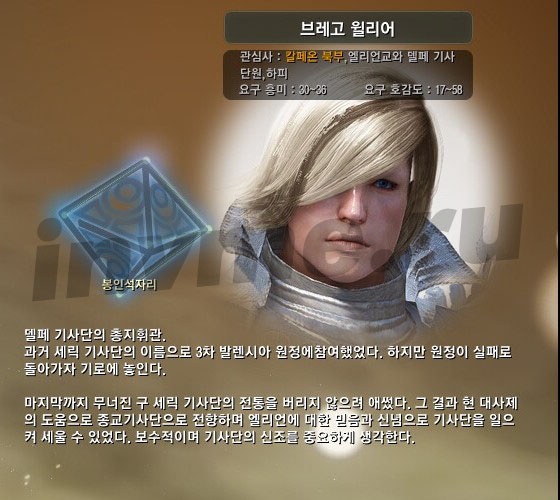 브레고 윌리어
관심사 : 칼페온 북부,엘리언교와 델페 기사
단원,하피
요구 흥미 : 30~36 요구 호감도 : 17~58
봉인석자리
델페 기사단의 총지휘관.
과거 세릭 기사단의 이름으로 3차 발렌시아 원정에참여했었다. 하지만 원정이 실패로
돌아가자 기로에 놓인다.
마지막까지 무너진 구 세릭 기사단의 전통을 버리지 않으려 애썼다. 그 결과 현 대사제
의 도움으로 종교기사단으로 전향하며 엘리언에 대한 믿음과 신념으로 기사단을 일으
켜 세울 수 있었다. 보수적이며 기사단의 신조를 중요하게 생각한다.